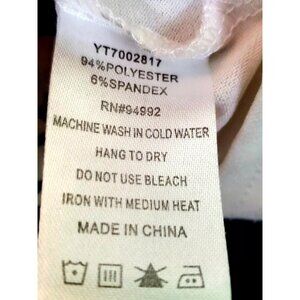 YT7002817
94%POLYESTER
6%SPANDEX
RN#94992
MACHINE WASH IN COLD WATER
HANG TO DRY
DO NOT USE BLEACH
IRON WITH MEDIUM HEAT
MADE IN CHINA